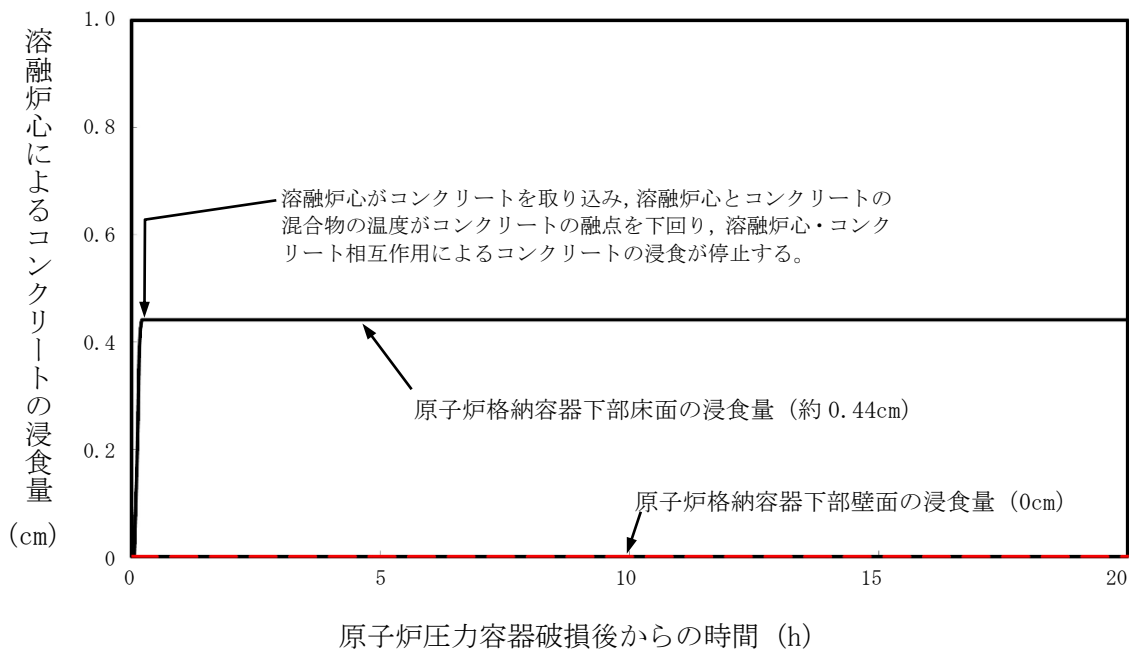 溶融炉心によるコンクリートの浸食量
(cm)
1.0
0.8
0.6
0.4
0.2
0
溶融炉心がコンクリートを取り込み,溶融炉心とコンクリートの
混合物の温度がコンクリートの融点を下回り,溶融炉心・コンク
リート相互作用によるコンクリートの浸食が停止する。
原子炉格納容器下部床面の浸食量(約0.44cm)
原子炉格納容器下部壁面の浸食量(0cm)
0 5 10 15 20
原子炉圧力容器破損後からの時間(h)